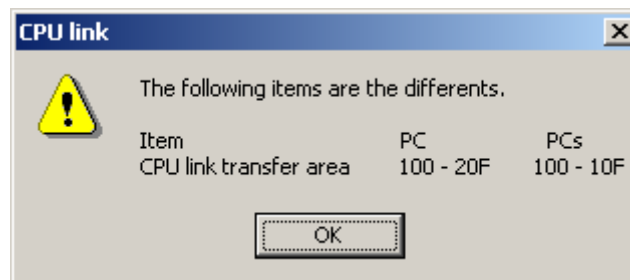 CPU link
The following items are the differents.
Item PC PCs
CPU link transfer area 100 - 20F 100 - 10F
OK